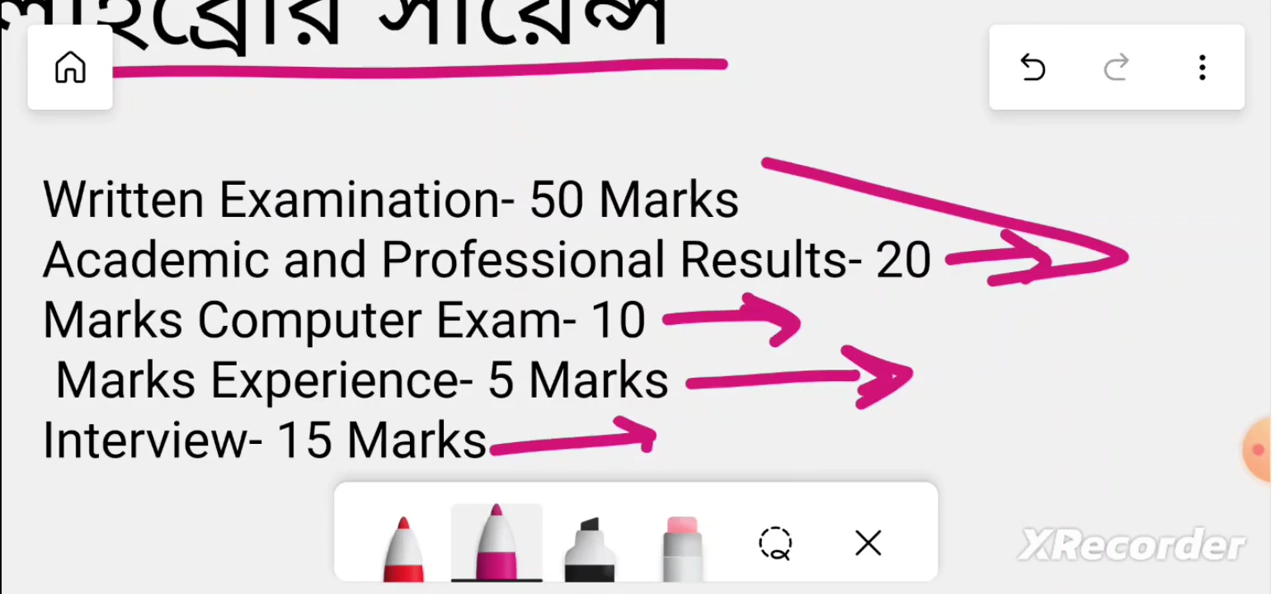 লাইব্রেরি সায়েন্স
Written Examination- 50 Marks
Academic and Professional Results- 20
Marks Computer Exam- 10
Marks Experience- 5 Marks
Interview- 15 Marks
XRecorder